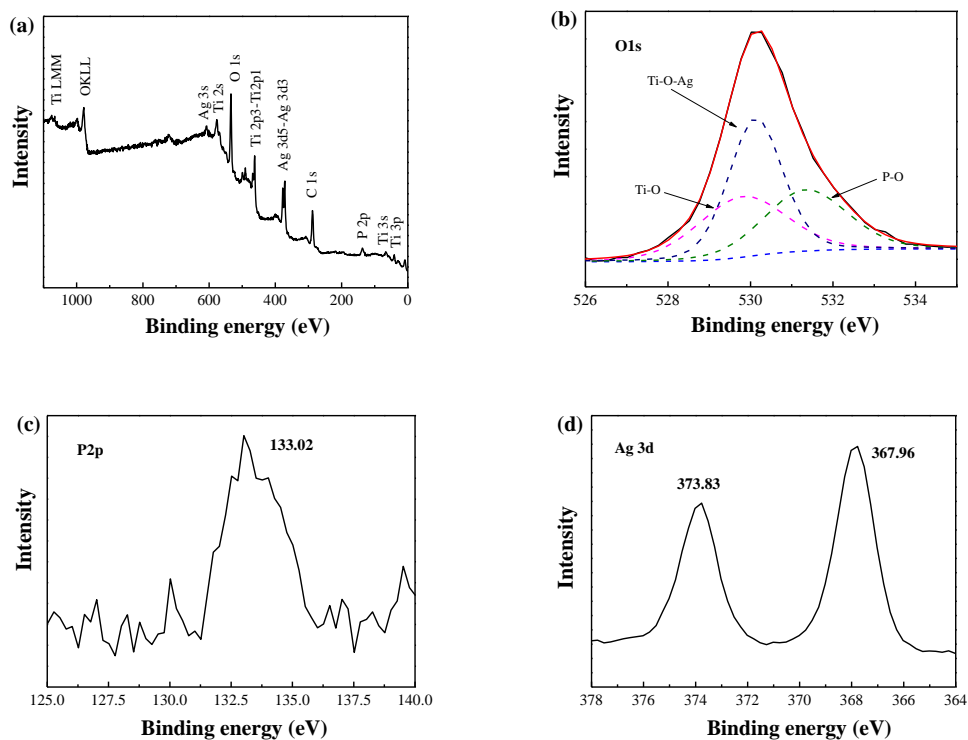 (a)
Intensity
Ti LMM
OKLL
Ag 3s
Ti 2s
O 1s
Ti 2p3-Ti2p1
Ag 3d5-Ag 3d3
C 1s
P 2p
Ti 3s
Ti 3p
1000 800 600 400 200 0
Binding energy (eV)
(b)
Intensity
O1s
Ti-O-Ag
Ti-O
P-O
526 528 530 532 534
Binding energy (eV)
(c)
Intensity
P2p
133.02
125.0 127.5 130.0 132.5 135.0 137.5 140.0
Binding energy (eV)
(d)
Intensity
Ag 3d
373.83
367.96
378 376 374 372 370 368 366 364
Binding energy (eV)